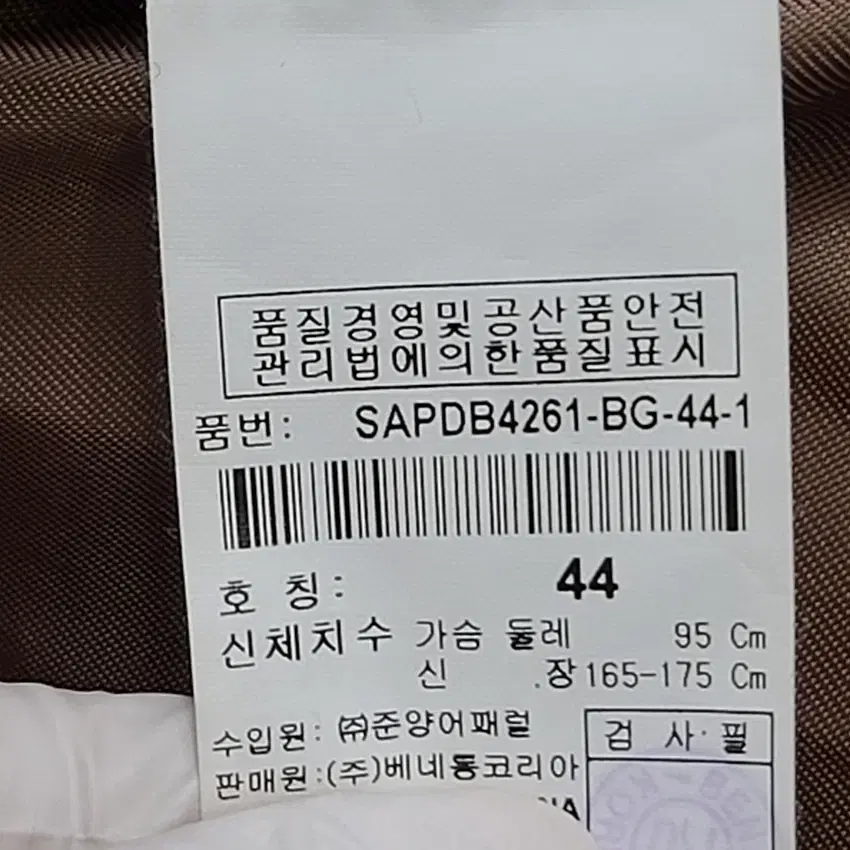 품질경영및공산품안전
관리법에의한품질표시
품번: SAPDB4261-BG-44-1
호 칭: 44
신체치수 가슴 둘레 95 Cm
신 .장 165-175 Cm
수입원: ㈜준양어패럴
판매원:(주)베네통코리아
검 사·필